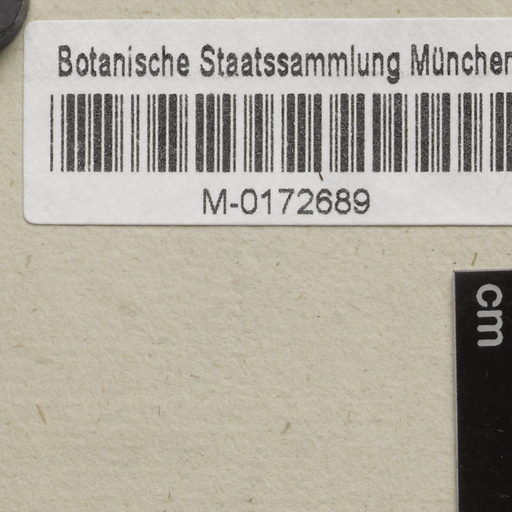 Botanische Staatssammlung München
M-0172689
cm